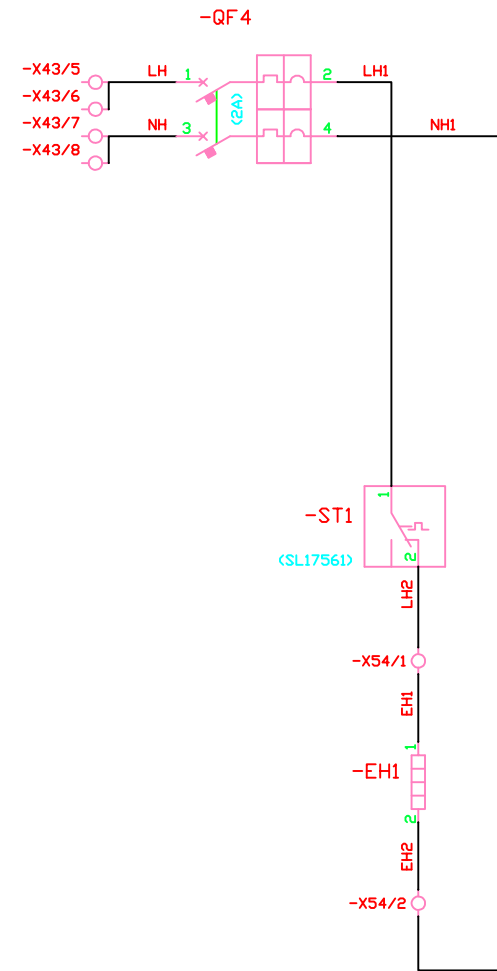 -QF4
-X43/5
LH
1
2
LH1
-X43/6
(2A)
-X43/7
NH
3
4
NH1
-X43/8
1
-ST1
(SL17561)
2
LH2
-X54/1
EH1
1
-EH1
2
EH2
-X54/2